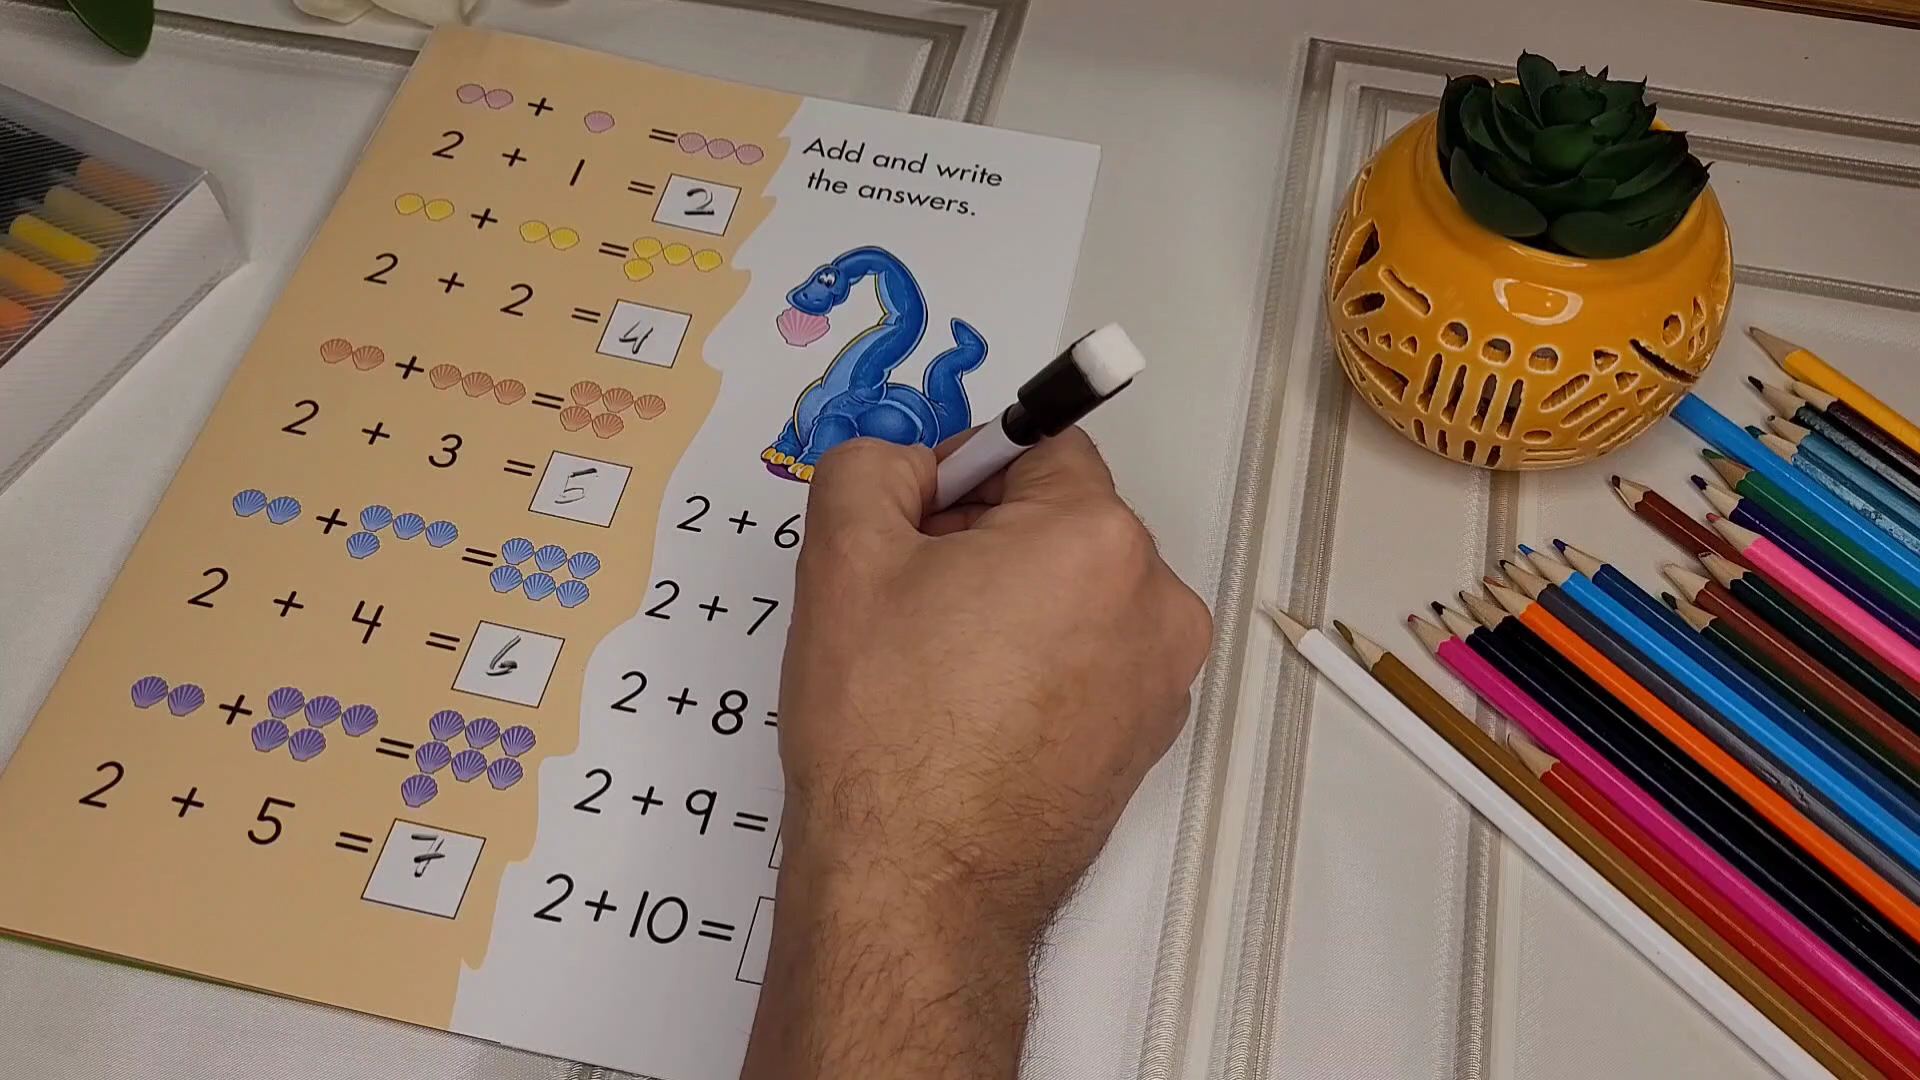 + =
2 + 1 = 2
+ =
2 + 2 = 4
+ =
2 + 3 = 5
+ =
2 + 4 = 6
+ =
2 + 5 = 7
Add and write
the answers.
2 + 6
2 + 7
2 + 8 =
2 + 9 =
2 + 10 =